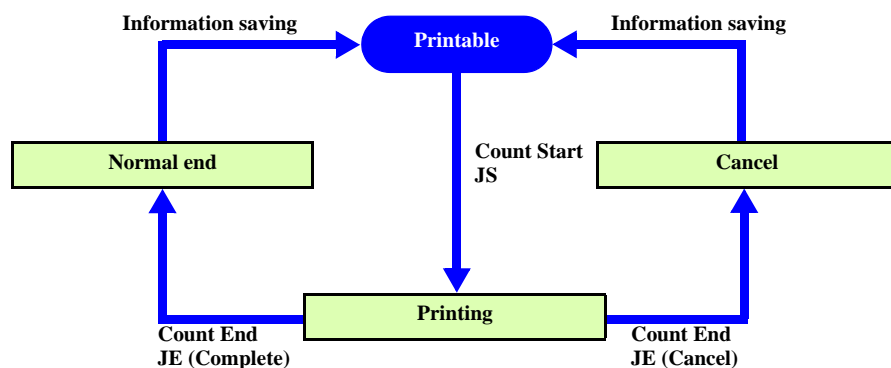 Information saving
Printable
Information saving
Normal end
Count Start
JS
Cancel
Printing
Count End
JE (Complete)
Count End
JE (Cancel)